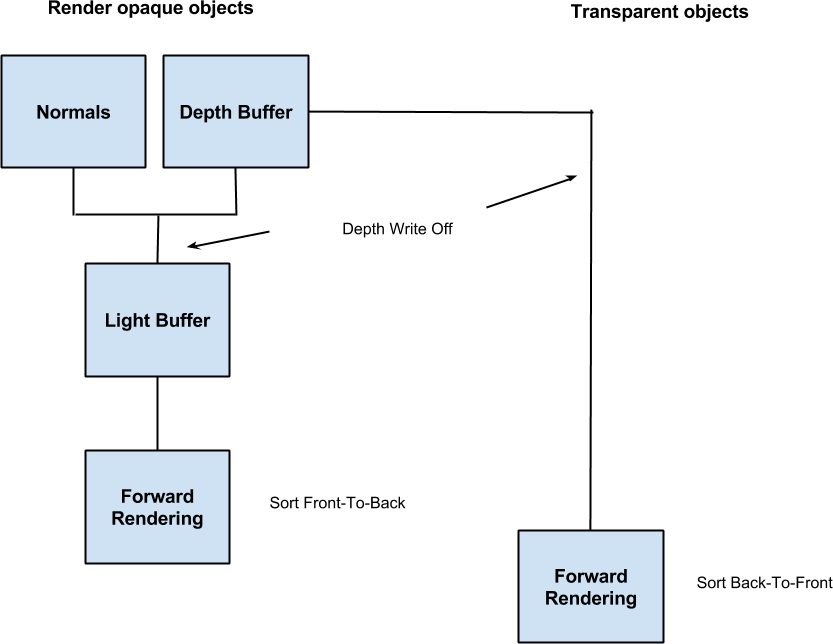 Render opaque objects
Transparent objects
Normals
Depth Buffer
Depth Write Off
Light Buffer
Forward
Rendering
Sort Front-To-Back
Forward
Rendering
Sort Back-To-Front